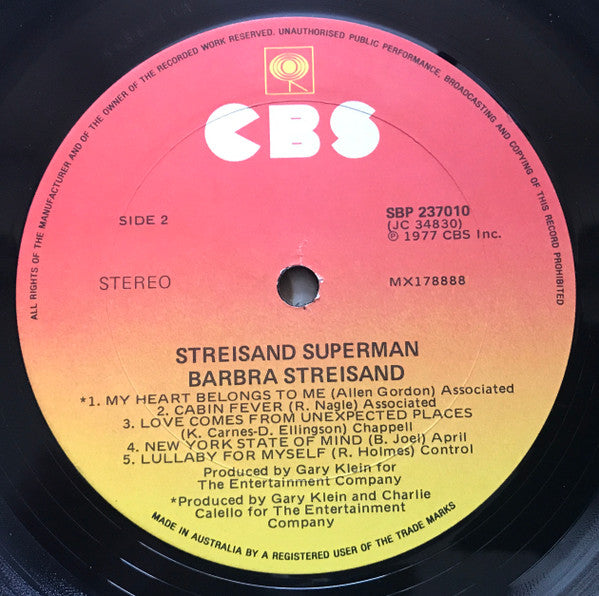 ALL RIGHTS OF THE MANUFACTURER AND OF THE OWNER OF THE RECORDED WORK RESERVED. UNAUTHORISED PUBLIC PERFORMANCE, BROADCASTING AND COPYING OF THIS RECORD PROHIBITED
CBS
SIDE 2
SBP 237010
(JC 34830)
℗ 1977 CBS Inc.
STEREO
MX178888
STREISAND SUPERMAN
BARBRA STREISAND
*1. MY HEART BELONGS TO ME (Allen Gordon) Associated
2. CABIN FEVER (R. Nagle) Associated
3. LOVE COMES FROM UNEXPECTED PLACES
(K. Carnes-D. Ellingson) Chappell
4. NEW YORK STATE OF MIND (B. Joel) April
5. LULLABY FOR MYSELF (R. Holmes) Control
Produced by Gary Klein for
The Entertainment Company
*Produced by Gary Klein and Charlie
Calello for The Entertainment
Company
MADE IN AUSTRALIA BY A REGISTERED USER OF THE TRADE MARKS